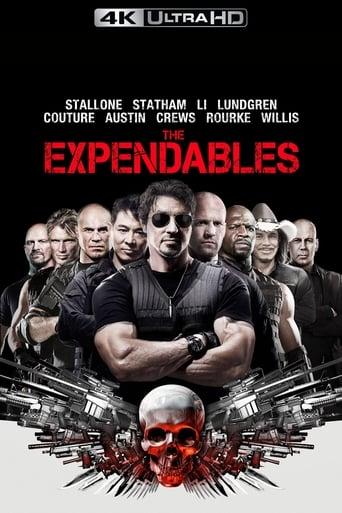 4K ULTRA HD
STALLONE STATHAM LI LUNDGREN
COUTURE AUSTIN CREWS ROURKE WILLIS
THE
EXPENDABLES